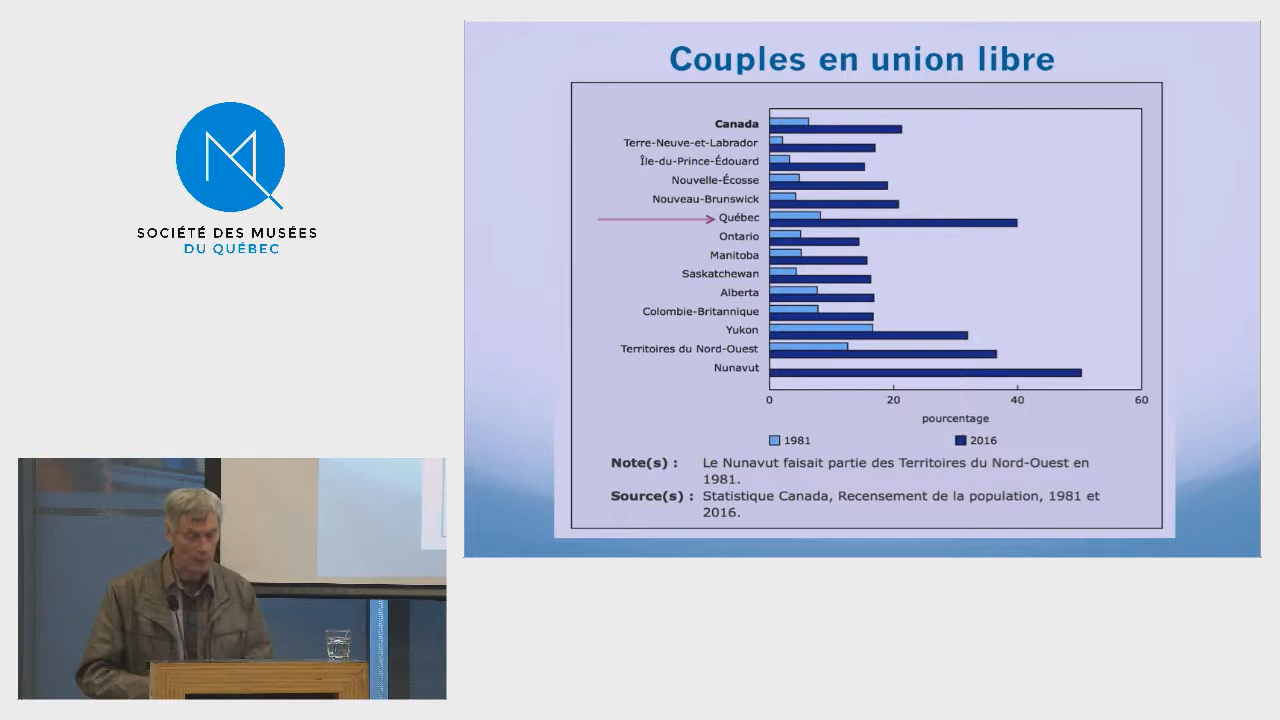 SOCIÉTÉ DES MUSÉES
DU QUÉBEC
Couples en union libre
Canada
Terre-Neuve-et-Labrador
Île-du-Prince-Édouard
Nouvelle-Écosse
Nouveau-Brunswick
Québec
Ontario
Manitoba
Saskatchewan
Alberta
Colombie-Britannique
Yukon
Territoires du Nord-Ouest
Nunavut
0 20 40 60
pourcentage
1981 2016
Note(s) : Le Nunavut faisait partie des Territoires du Nord-Ouest en
1981.
Source(s) : Statistique Canada, Recensement de la population, 1981 et
2016.